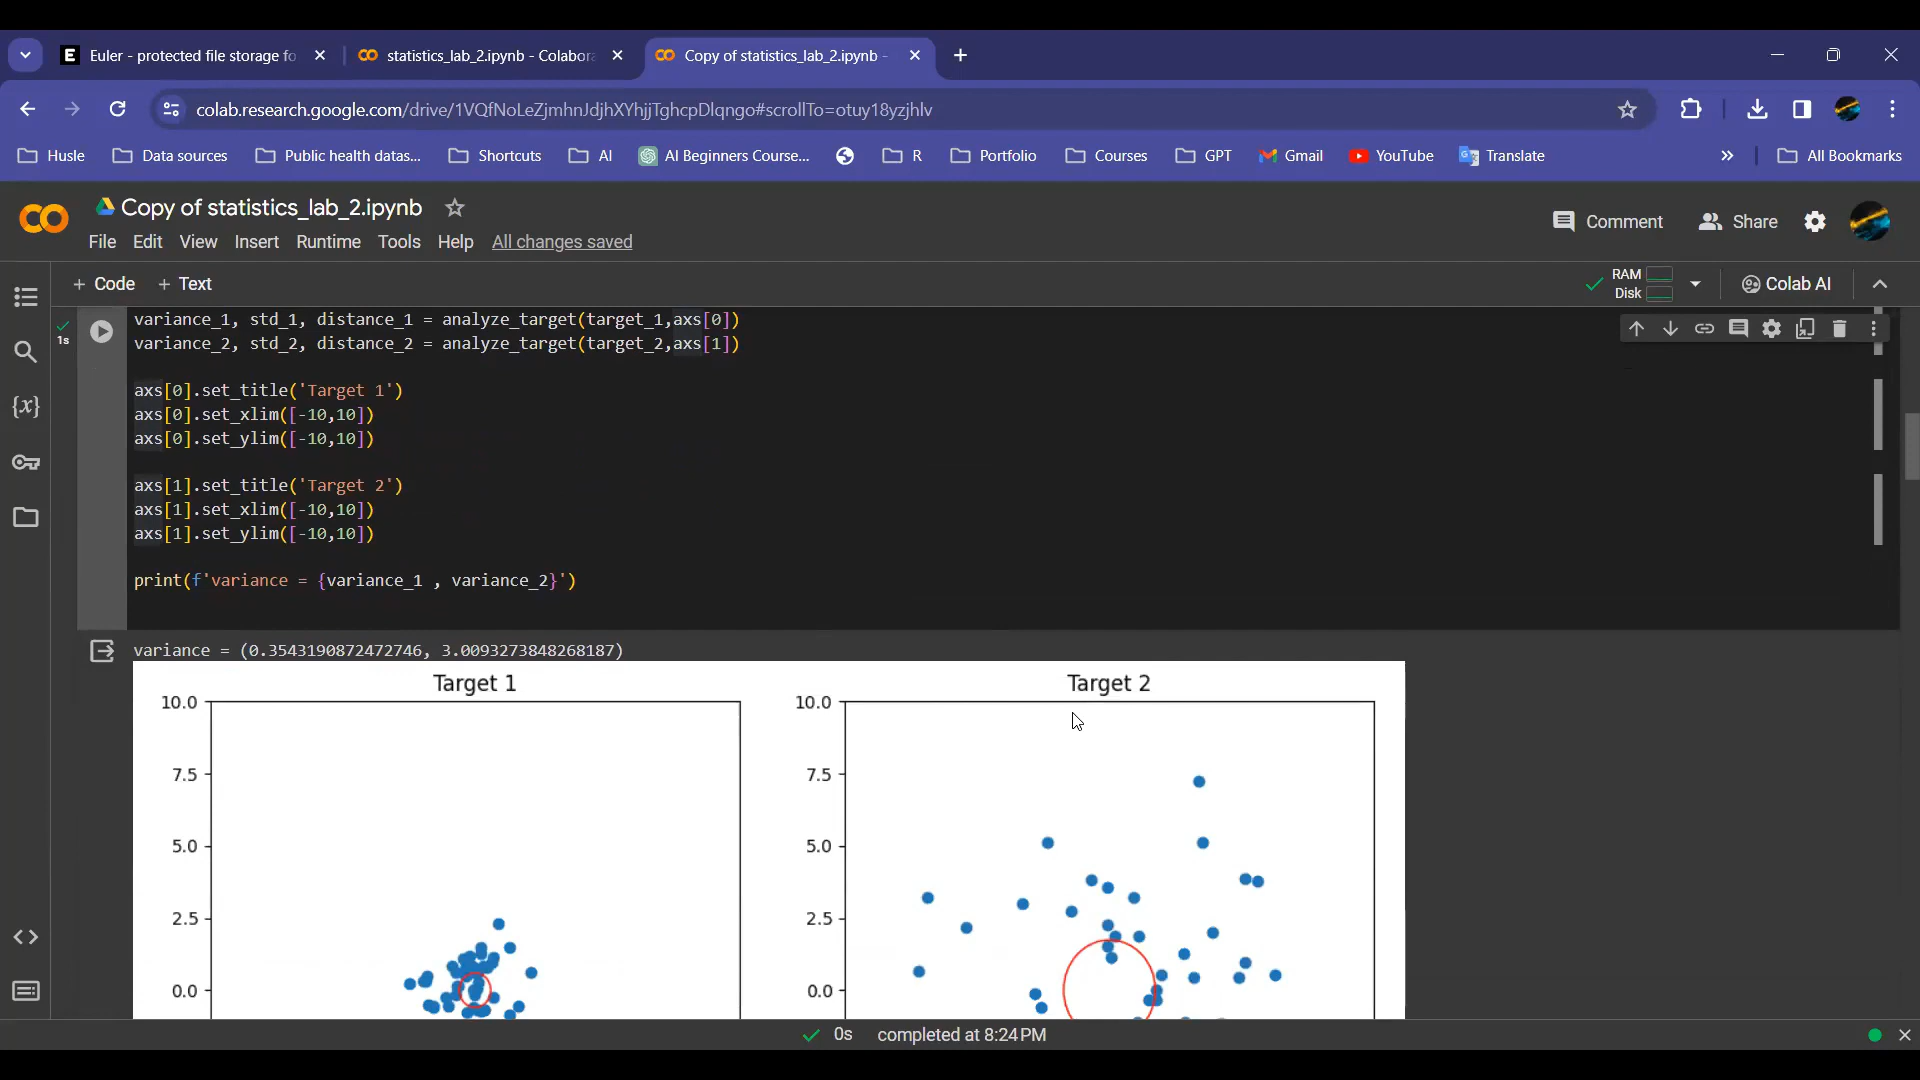 Euler - protected file storage fo
statistics_lab_2.ipynb - Colabora
Copy of statistics_lab_2.ipynb -
colab.research.google.com/drive/1VQfNoLeZjmhnJdjhXYhjjTghcpDlqngo#scrollTo=otuy18yzjhlv
Husle
Data sources
Public health datas...
Shortcuts
AI
AI Beginners Course...
R
Portfolio
Courses
GPT
Gmail
YouTube
Translate
All Bookmarks
Copy of statistics_lab_2.ipynb
Comment
Share
File Edit View Insert Runtime Tools Help All changes saved
+ Code + Text
RAM
Disk
Colab AI
1s
variance_1, std_1, distance_1 = analyze_target(target_1,axs[0])
variance_2, std_2, distance_2 = analyze_target(target_2,axs[1])
axs[0].set_title('Target 1')
axs[0].set_xlim([-10,10])
axs[0].set_ylim([-10,10])
axs[1].set_title('Target 2')
axs[1].set_xlim([-10,10])
axs[1].set_ylim([-10,10])
print(f'variance = {variance_1 , variance_2}')
variance = (0.3543190872472746, 3.0093273848268187)
Target 1
10.0
7.5
5.0
2.5
0.0
Target 2
10.0
7.5
5.0
2.5
0.0
0s completed at 8:24 PM